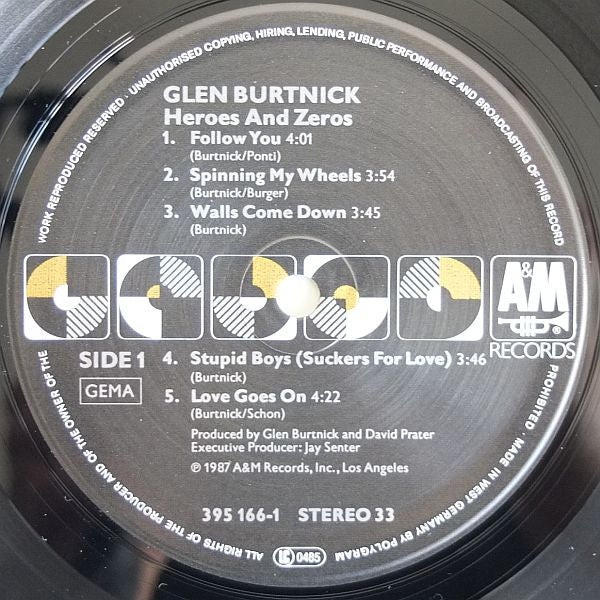 WORK REPRODUCED RESERVED · UNAUTHORISED COPYING, HIRING, LENDING, PUBLIC PERFORMANCE AND BROADCASTING OF THIS RECORD
GLEN BURTNICK
Heroes And Zeros
1. Follow You 4:01
(Burtnick/Ponti)
2. Spinning My Wheels 3:54
(Burtnick/Burger)
3. Walls Come Down 3:45
(Burtnick)
A&M
®
RECORDS
SIDE 1
GEMA
4. Stupid Boys (Suckers For Love) 3:46
(Burtnick)
5. Love Goes On 4:22
(Burtnick/Schon)
Produced by Glen Burtnick and David Prater
Executive Producer: Jay Senter
℗ 1987 A&M Records, Inc., Los Angeles
395 166-1 STEREO 33
ALL RIGHTS OF THE PRODUCER AND OF THE OWNER OF THE
LC 0485
PROHIBITED · MADE IN WEST GERMANY BY POLYGRAM